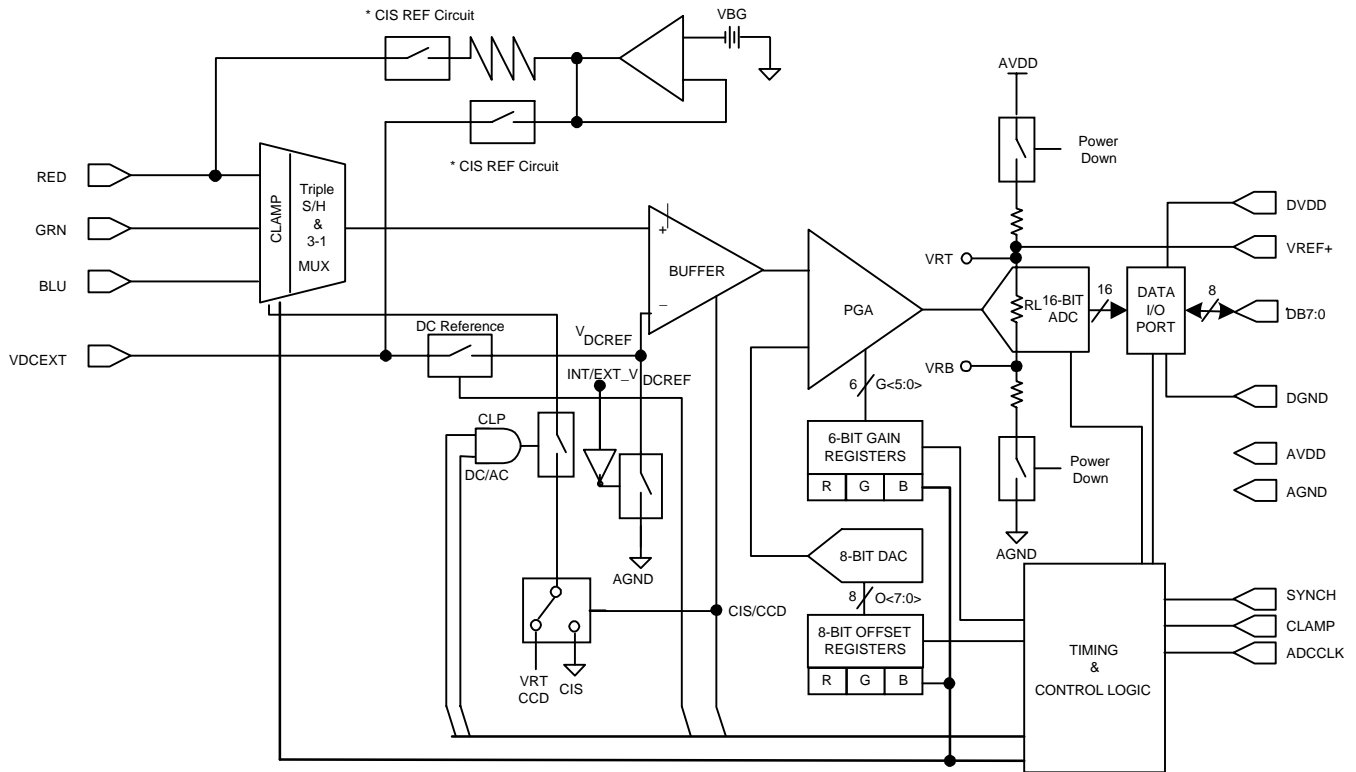 * CIS REF Circuit
VBG
* CIS REF Circuit
AVDD
Power
Down
RED
GRN
BLU
VDCEXT
CLAMP
Triple
S/H
&
3-1
MUX
+
BUFFER
–
PGA
VRT
VRB
RL
16-BIT
ADC
16
DATA
I/O
PORT
8
DVDD
VREF+
DB7:0
DGND
AVDD
AGND
DC Reference
V
DCREF
INT/EXT_V
DCREF
CLP
DC/AC
AGND
6
G<5:0>
6-BIT GAIN
REGISTERS
R
G
B
Power
Down
AGND
8-BIT DAC
8
O<7:0>
8-BIT OFFSET
REGISTERS
R
G
B
CIS/CCD
VRT
CCD
CIS
TIMING
&
CONTROL LOGIC
SYNCH
CLAMP
ADCCLK